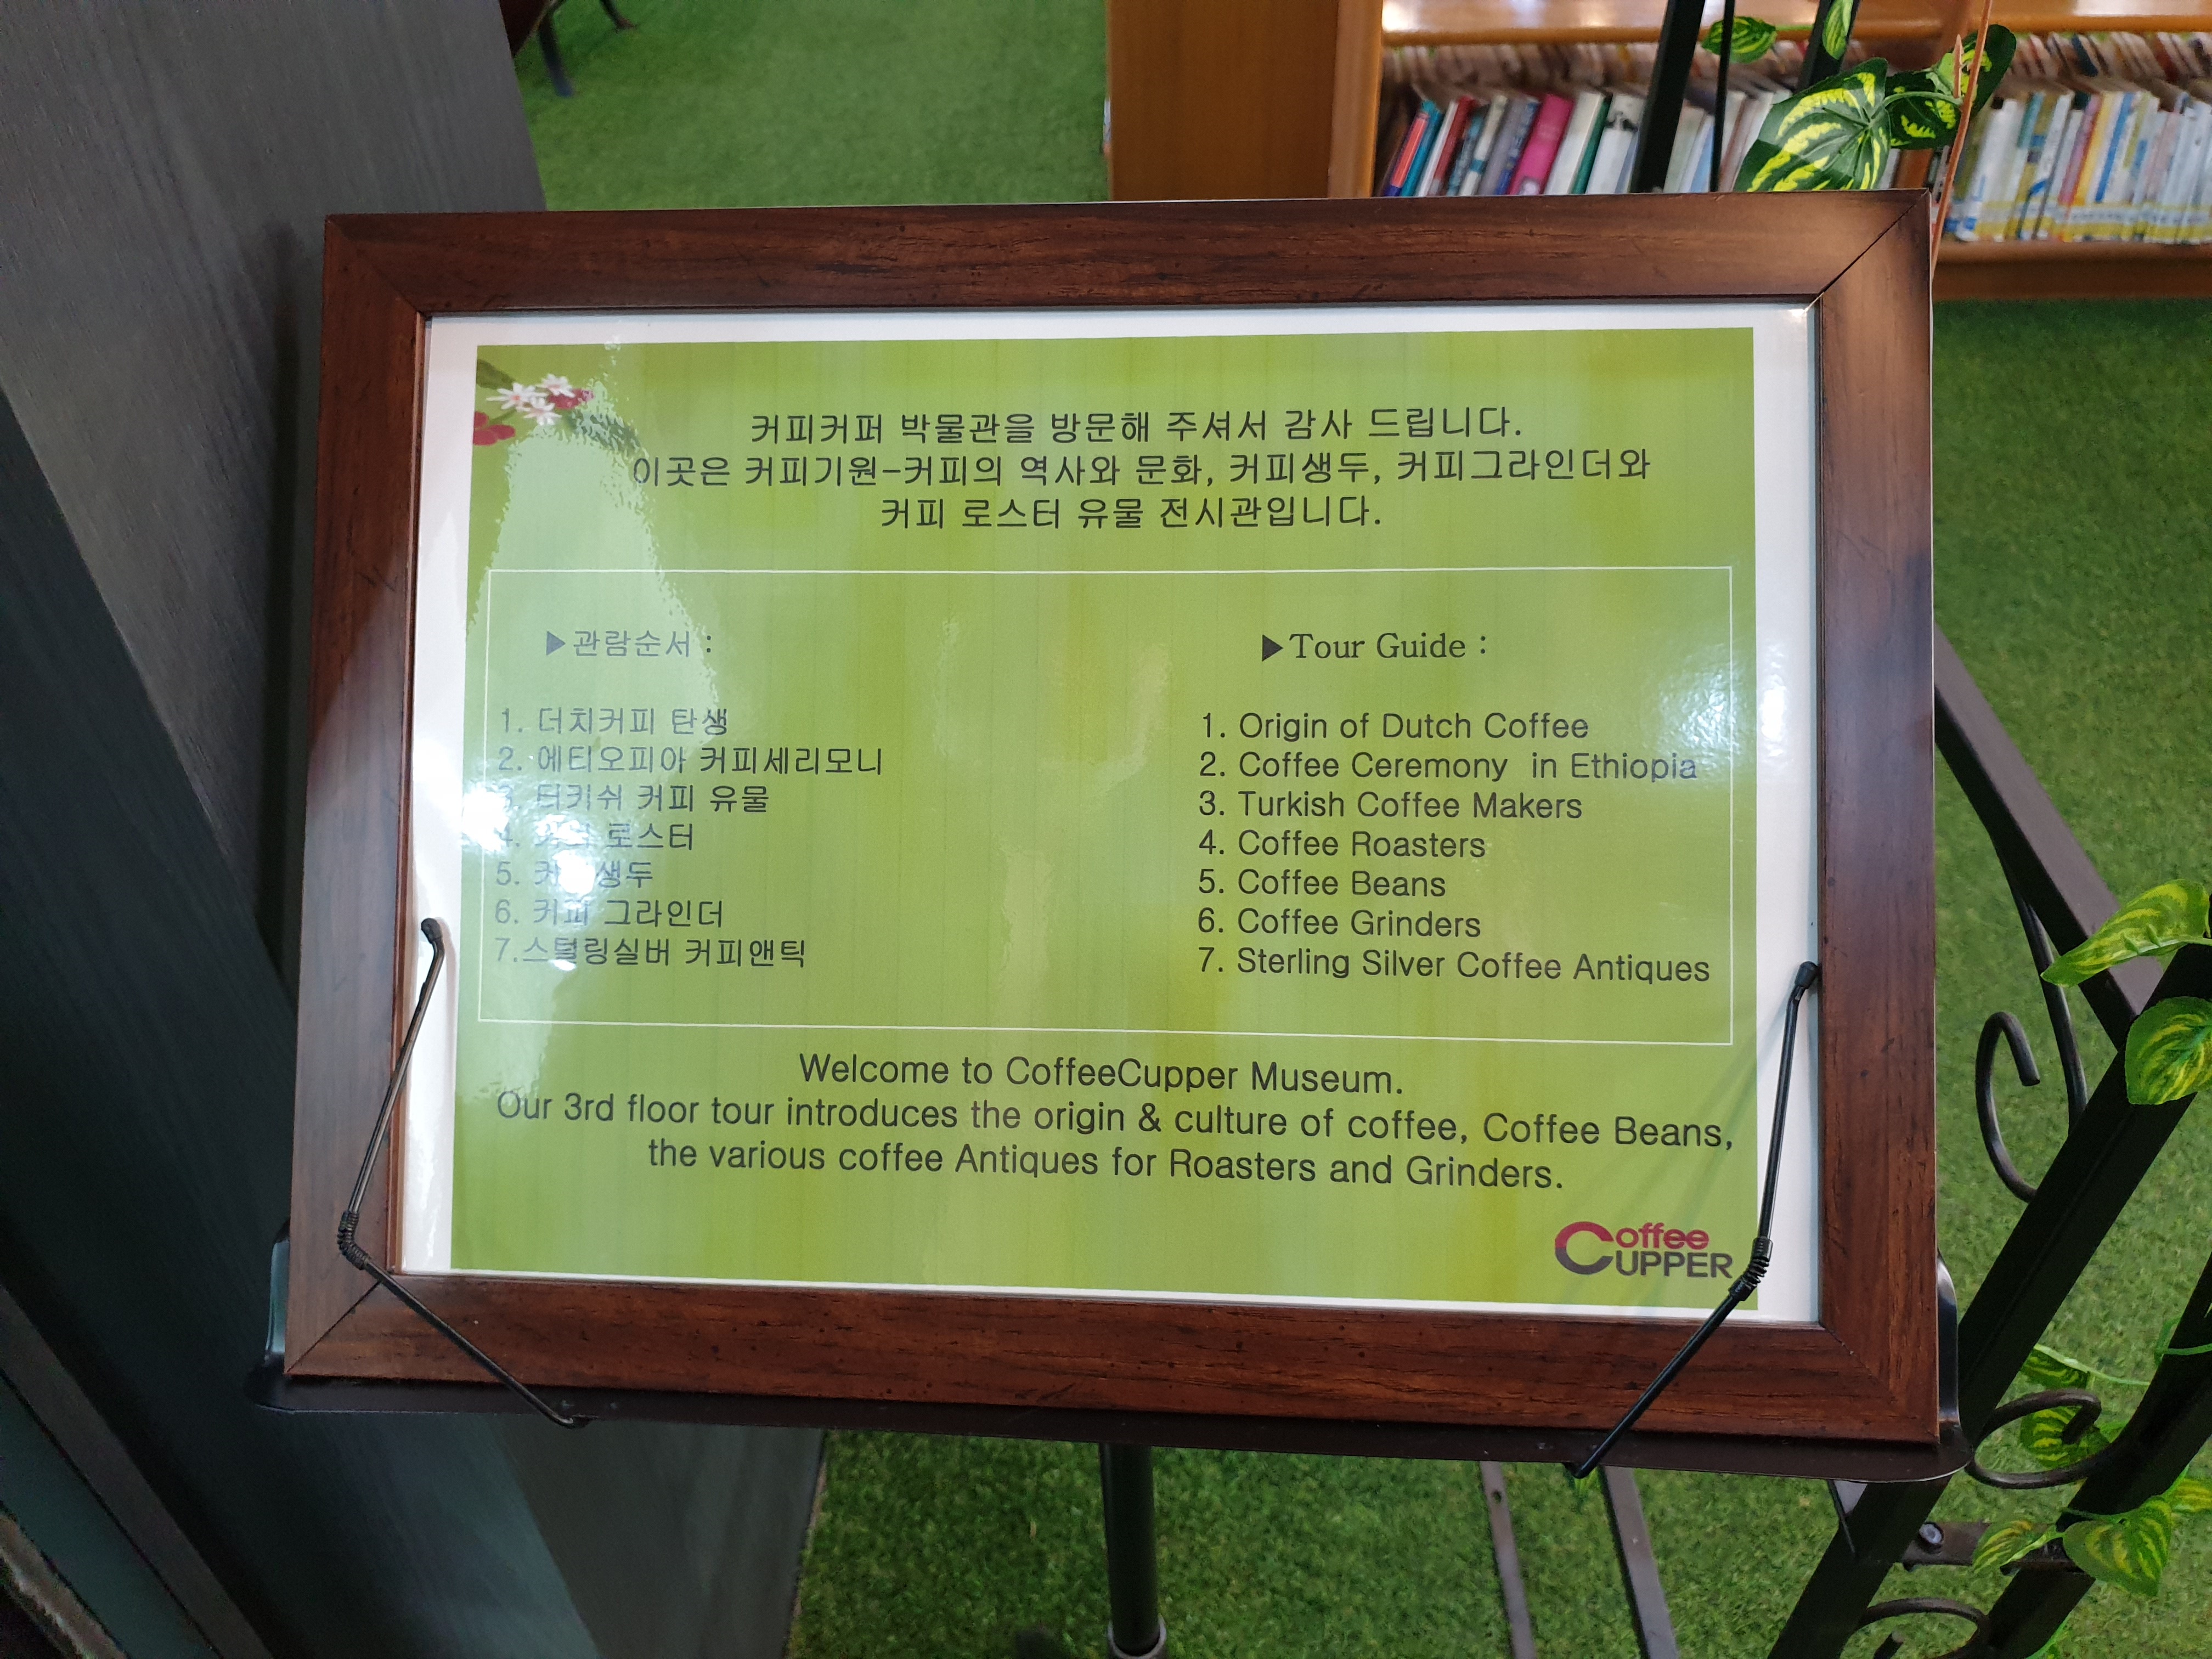 커피커퍼 박물관을 방문해 주셔서 감사 드립니다.
이곳은 커피기원-커피의 역사와 문화, 커피생두, 커피그라인더와
커피 로스터 유물 전시관입니다.
▶관람순서 :
1. 더치커피 탄생
2. 에티오피아 커피세리모니
3. 터키쉬 커피 유물
4. 커피 로스터
5. 커피 생두
6. 커피 그라인더
7.스털링실버 커피앤틱
▶Tour Guide :
1. Origin of Dutch Coffee
2. Coffee Ceremony  in Ethiopia
3. Turkish Coffee Makers
4. Coffee Roasters
5. Coffee Beans
6. Coffee Grinders
7. Sterling Silver Coffee Antiques
Welcome to CoffeeCupper Museum.
Our 3rd floor tour introduces the origin & culture of coffee, Coffee Beans,
the various coffee Antiques for Roasters and Grinders.
Coffee
CUPPER